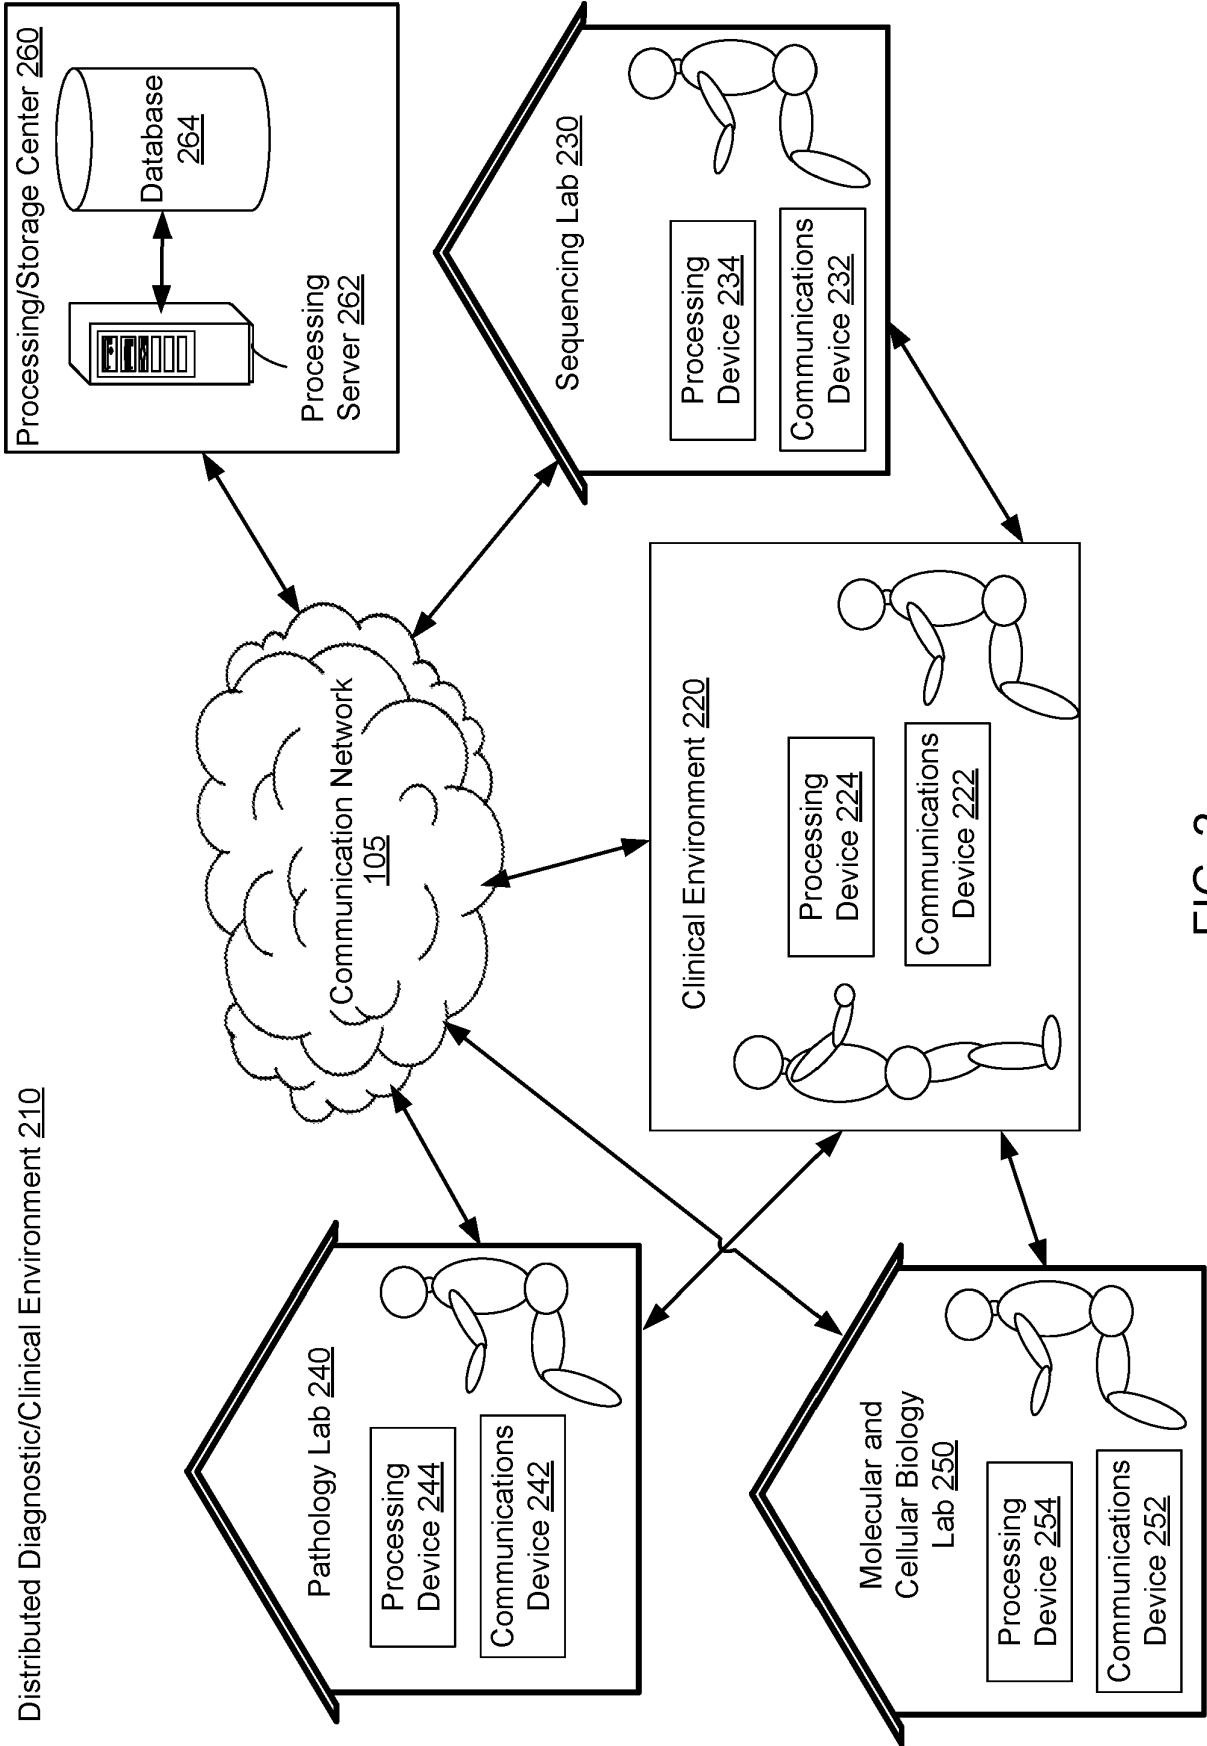 Distributed Diagnostic/Clinical Environment 210
Processing/Storage Center 260
Database
264
Processing
Server 262
Communication Network
105
Pathology Lab 240
Processing
Device 244
Communications
Device 242
Sequencing Lab 230
Processing
Device 234
Communications
Device 232
Clinical Environment 220
Processing
Device 224
Communications
Device 222
Molecular and
Cellular Biology
Lab 250
Processing
Device 254
Communications
Device 252